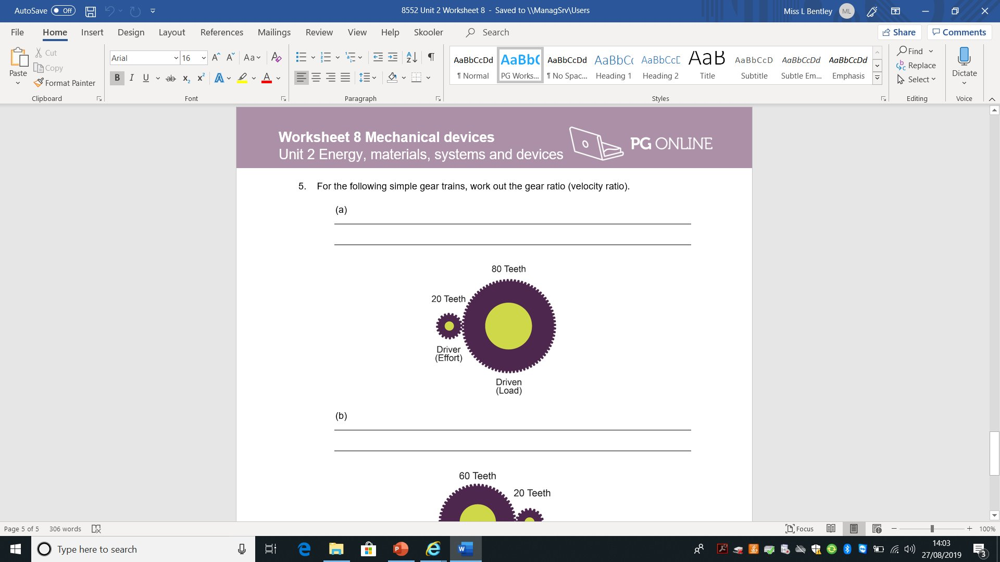 AutoSave Off
8552 Unit 2 Worksheet 8 - Saved to \\ManagSrv\Users
Miss L Bentley ML
File Home Insert Design Layout References Mailings Review View Help Skooler Search
Share Comments
Paste
Cut
Copy
Format Painter
Clipboard
Arial 16
Aa
B I U ab x2 x2 A A
Font
Paragraph
AaBbCcDd AaBbC AaBbCcDd AaBbCc AaBbCcE AaB AaBbCcD AaBbCcDd AaBbCcDd
¶ Normal PG Works... ¶ No Spac... Heading 1 Heading 2 Title Subtitle Subtle Em... Emphasis
Styles
Find
Replace
Select
Editing
Dictate
Voice
Worksheet 8 Mechanical devices
Unit 2 Energy, materials, systems and devices
PG ONLINE
5. For the following simple gear trains, work out the gear ratio (velocity ratio).
(a)
80 Teeth
20 Teeth
Driver
(Effort)
Driven
(Load)
(b)
60 Teeth
20 Teeth
Page 5 of 5 306 words
Focus
100%
Type here to search
14:03
27/08/2019
3